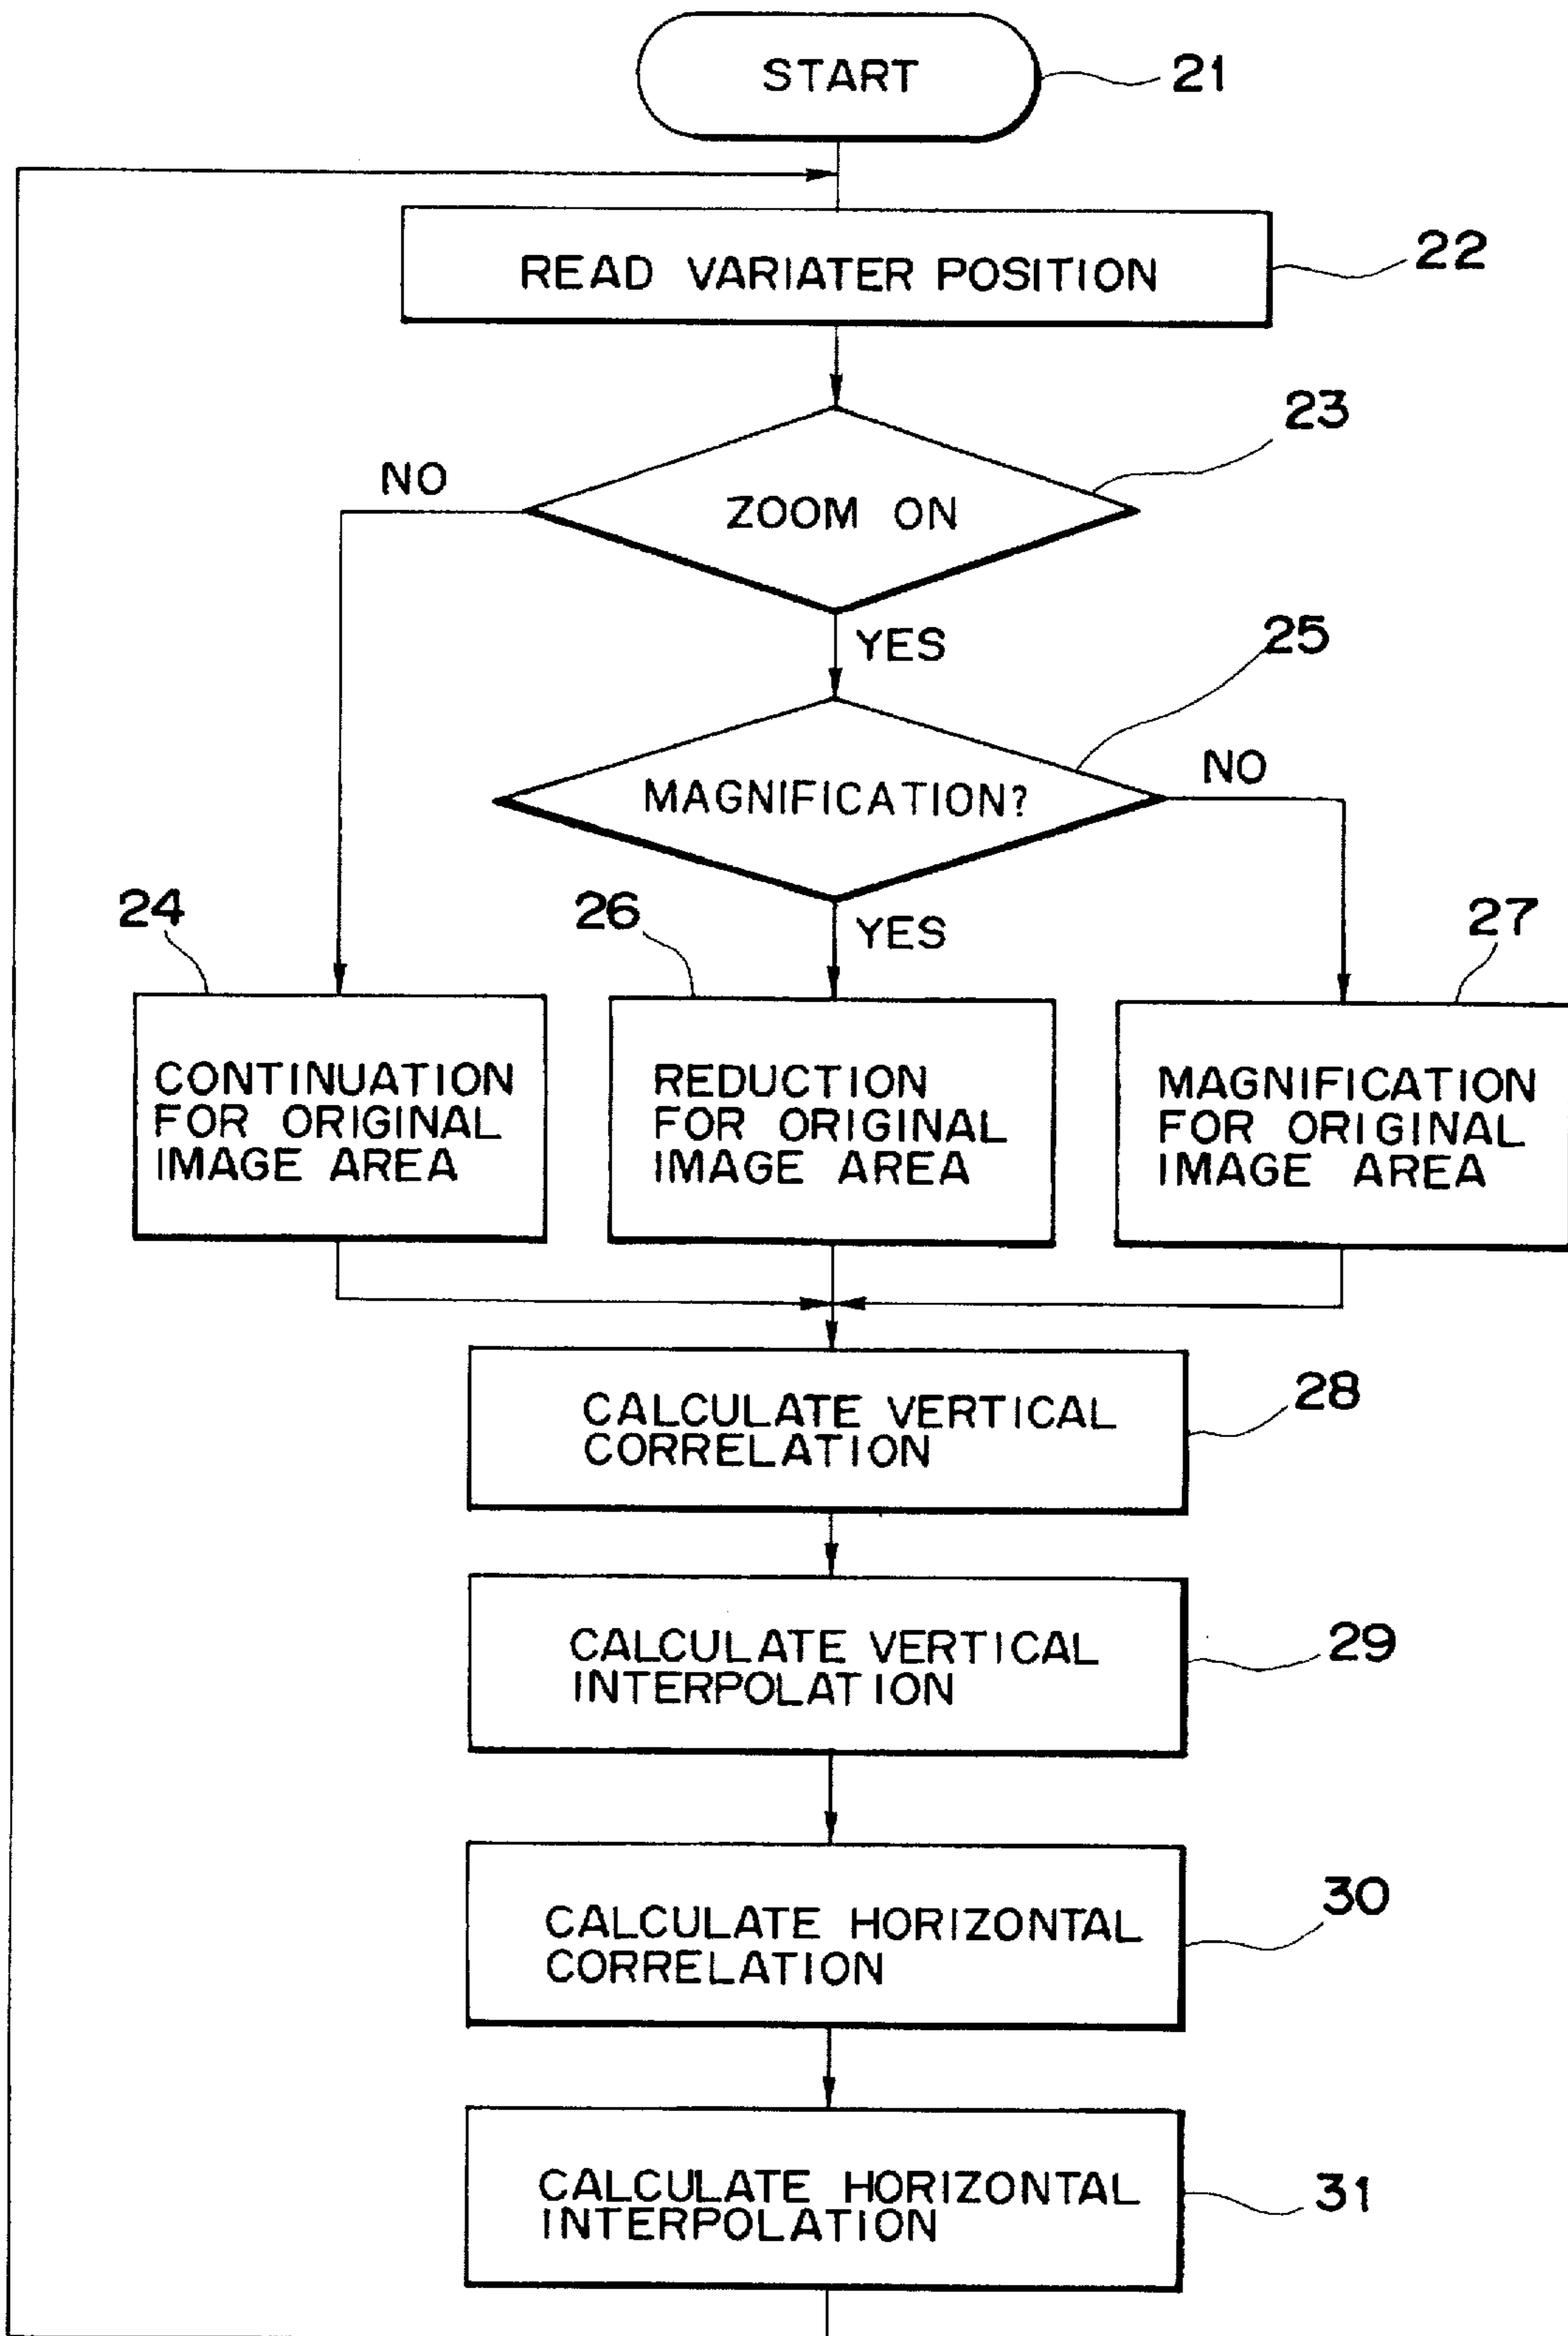 START
21
READ VARIATER POSITION
22
23
NO
ZOOM ON
YES
25
MAGNIFICATION?
NO
YES
24
26
27
CONTINUATION
FOR ORIGINAL
IMAGE AREA
REDUCTION
FOR ORIGINAL
IMAGE AREA
MAGNIFICATION
FOR ORIGINAL
IMAGE AREA
CALCULATE VERTICAL
CORRELATION
28
CALCULATE VERTICAL
INTERPOLATION
29
CALCULATE HORIZONTAL
CORRELATION
30
CALCULATE HORIZONTAL
INTERPOLATION
31